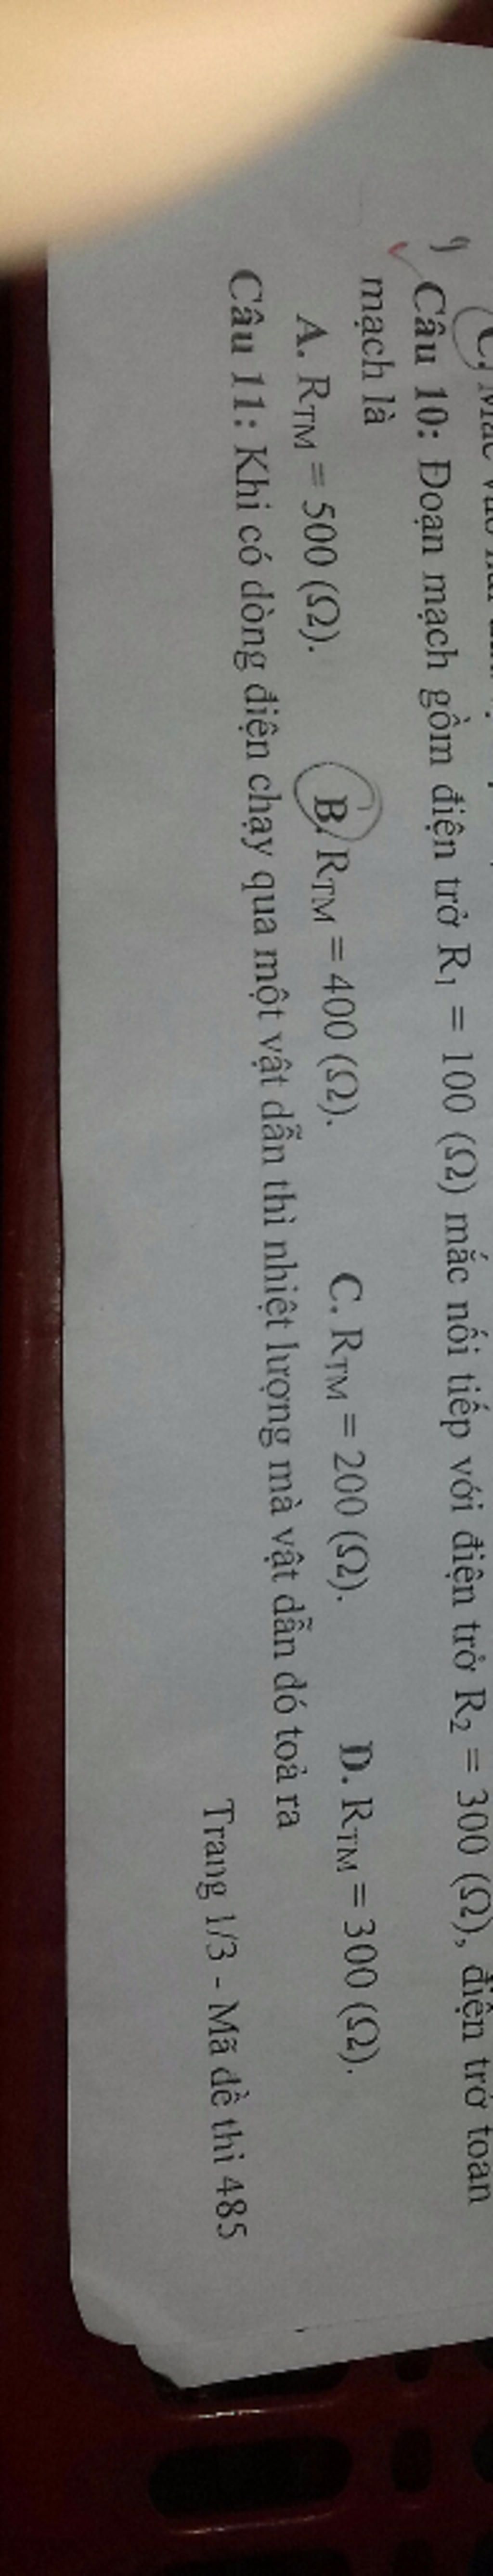 Câu 10: Đoạn mạch gồm điện trở R₁ = 100 (Ω) mắc nối tiếp với điện trở R₂ = 300 (Ω), điện trở toàn
mạch là
A. R_TM = 500 (Ω). B. R_TM = 400 (Ω). C. R_TM = 200 (Ω). D. R_TM = 300 (Ω).
Câu 11: Khi có dòng điện chạy qua một vật dẫn thì nhiệt lượng mà vật dẫn đó toả ra
Trang 1/3 - Mã đề thi 485